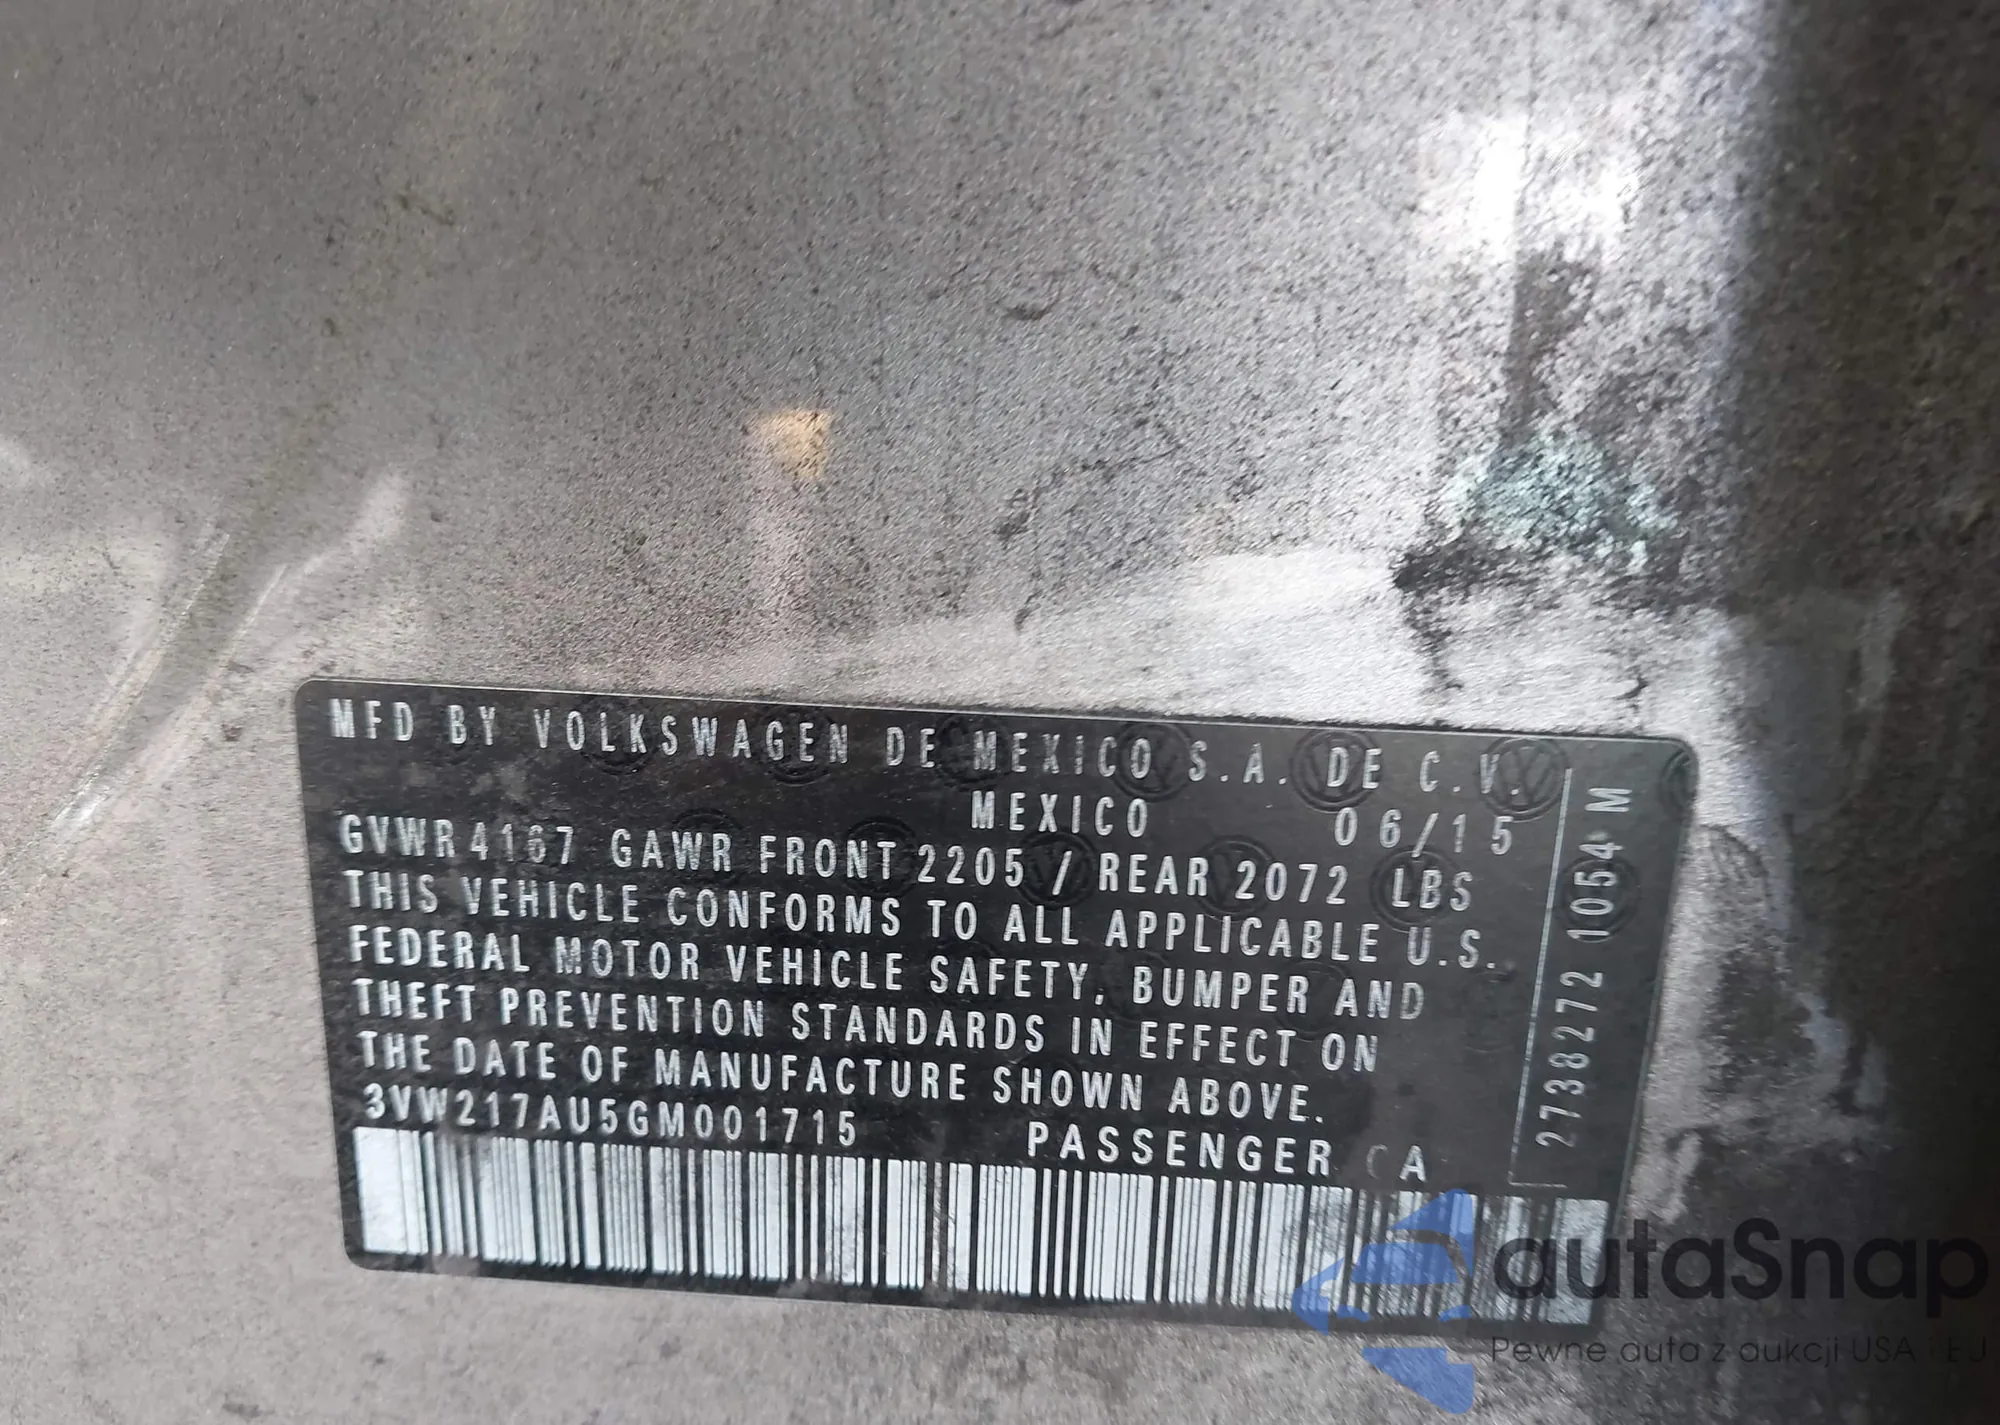 MFD BY VOLKSWAGEN DE MEXICO S.A. DE C.V.
MEXICO 06/15
GVWR 4167 GAWR FRONT 2205 / REAR 2072 LBS
THIS VEHICLE CONFORMS TO ALL APPLICABLE U.S.
FEDERAL MOTOR VEHICLE SAFETY, BUMPER AND
THEFT PREVENTION STANDARDS IN EFFECT ON
THE DATE OF MANUFACTURE SHOWN ABOVE.
3VW217AU5GM001715 PASSENGER CA
2738272 1054 M
autaSnap
Pewne auta z aukcji USA i EU